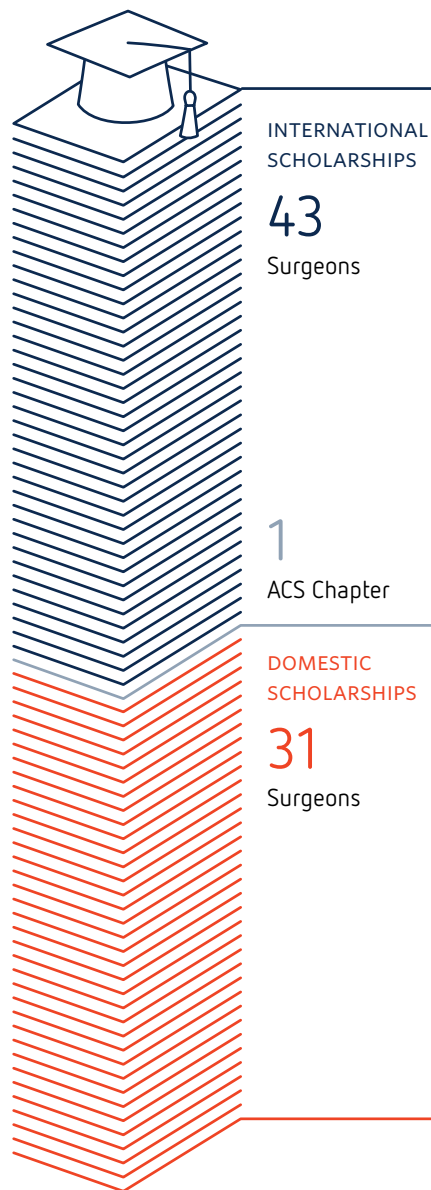 INTERNATIONAL
SCHOLARSHIPS
43
Surgeons
1
ACS Chapter
DOMESTIC
SCHOLARSHIPS
31
Surgeons